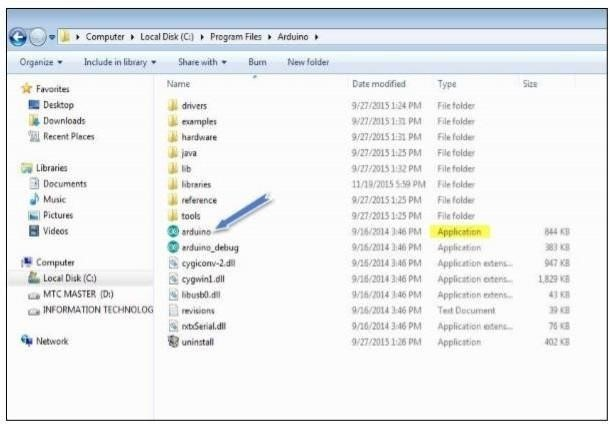 Computer ▸ Local Disk (C:) ▸ Program Files ▸ Arduino ▸
Organize Include in library Share with Burn New folder
Favorites
Desktop
Downloads
Recent Places
Libraries
Documents
Music
Pictures
Videos
Computer
Local Disk (C:)
MTC MASTER (D:)
INFORMATION TECHNOLOG
Network
Name Date modified Type Size
drivers 9/27/2015 1:24 PM File folder
examples 9/27/2015 1:31 PM File folder
hardware 9/27/2015 1:31 PM File folder
java 9/27/2015 1:25 PM File folder
lib 9/27/2015 1:32 PM File folder
libraries 11/19/2015 5:59 PM File folder
reference 9/27/2015 1:25 PM File folder
tools 9/27/2015 1:25 PM File folder
arduino 9/16/2014 3:46 PM Application 844 KB
arduino_debug 9/16/2014 3:46 PM Application 383 KB
cygiconv-2.dll 9/16/2014 3:46 PM Application extens... 947 KB
cygwin1.dll 9/16/2014 3:46 PM Application extens... 1,829 KB
libusb0.dll 9/16/2014 3:46 PM Application extens... 43 KB
revisions 9/16/2014 3:46 PM Text Document 39 KB
rxtxSerial.dll 9/16/2014 3:46 PM Application extens... 76 KB
uninstall 9/27/2015 1:26 PM Application 402 KB